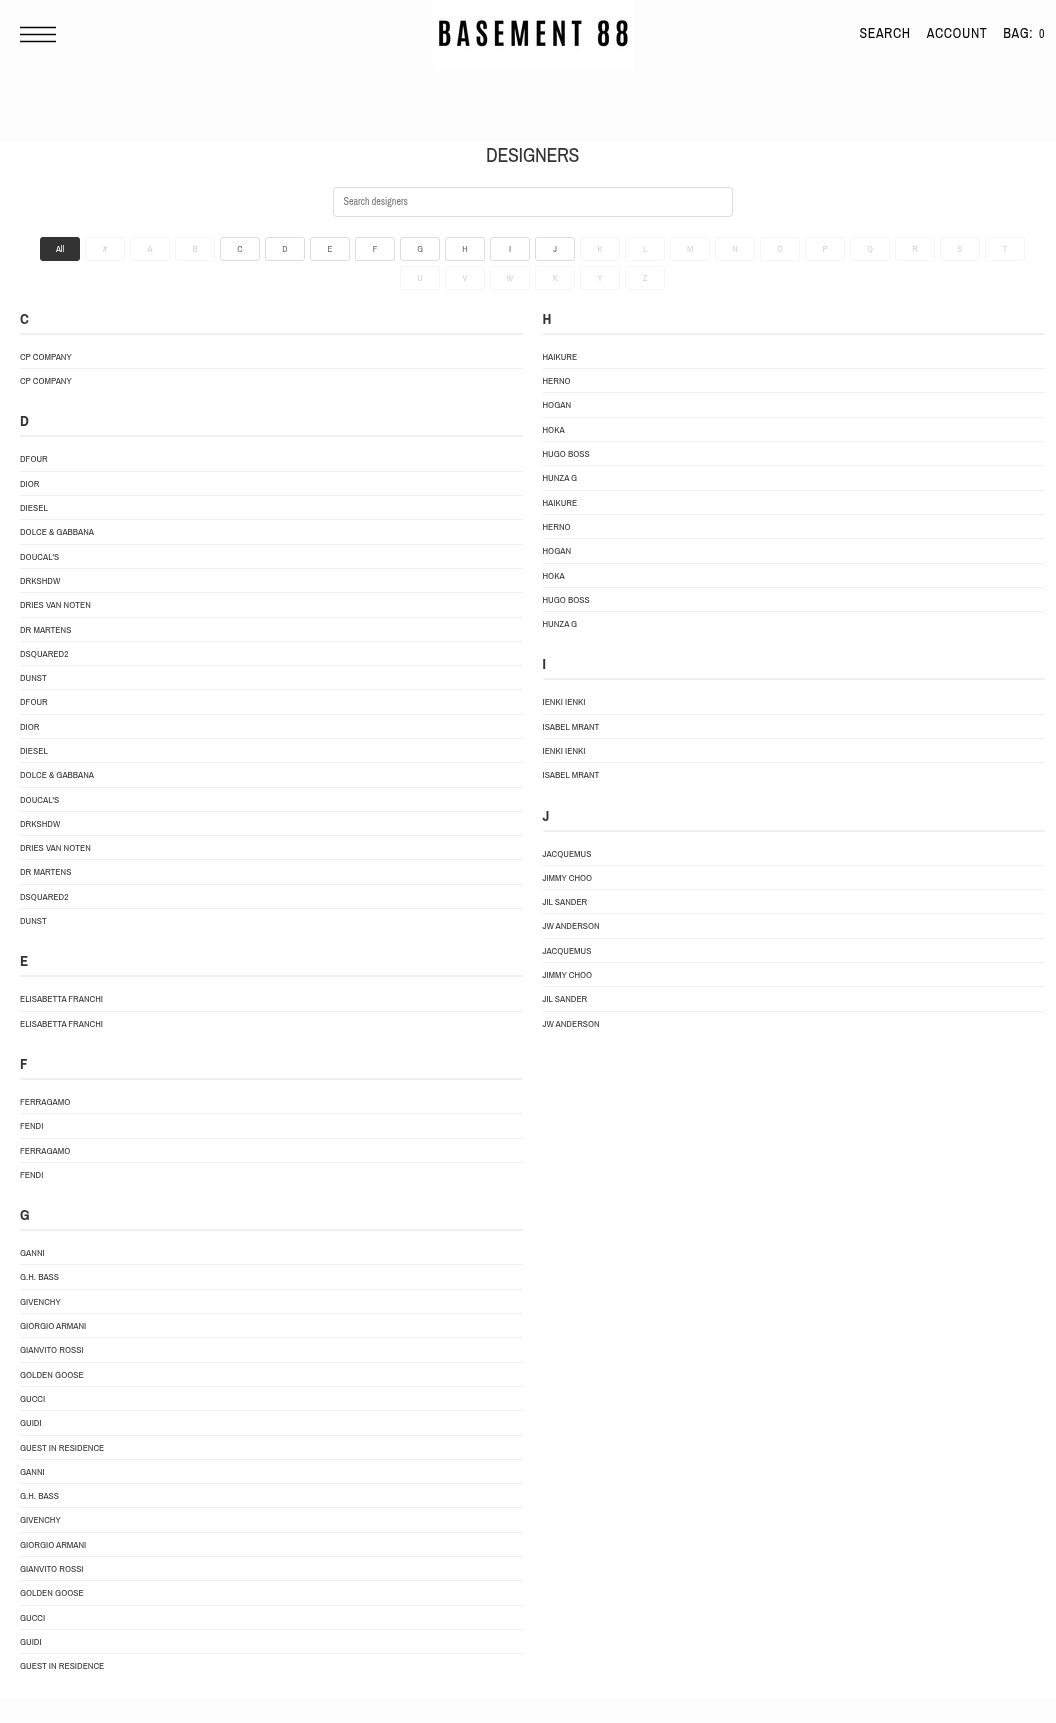 BASEMENT 88
SEARCH ACCOUNT BAG: 0
DESIGNERS
Search designers
All # A B C D E F G H I J K L M N O P Q R S T
U V W X Y Z
C
CP COMPANY
CP COMPANY
D
DFOUR
DIOR
DIESEL
DOLCE & GABBANA
DOUCAL'S
DRKSHDW
DRIES VAN NOTEN
DR MARTENS
DSQUARED2
DUNST
DFOUR
DIOR
DIESEL
DOLCE & GABBANA
DOUCAL'S
DRKSHDW
DRIES VAN NOTEN
DR MARTENS
DSQUARED2
DUNST
E
ELISABETTA FRANCHI
ELISABETTA FRANCHI
F
FERRAGAMO
FENDI
FERRAGAMO
FENDI
G
GANNI
G.H. BASS
GIVENCHY
GIORGIO ARMANI
GIANVITO ROSSI
GOLDEN GOOSE
GUCCI
GUIDI
GUEST IN RESIDENCE
GANNI
G.H. BASS
GIVENCHY
GIORGIO ARMANI
GIANVITO ROSSI
GOLDEN GOOSE
GUCCI
GUIDI
GUEST IN RESIDENCE
H
HAIKURE
HERNO
HOGAN
HOKA
HUGO BOSS
HUNZA G
HAIKURE
HERNO
HOGAN
HOKA
HUGO BOSS
HUNZA G
I
IENKI IENKI
ISABEL MRANT
IENKI IENKI
ISABEL MRANT
J
JACQUEMUS
JIMMY CHOO
JIL SANDER
JW ANDERSON
JACQUEMUS
JIMMY CHOO
JIL SANDER
JW ANDERSON